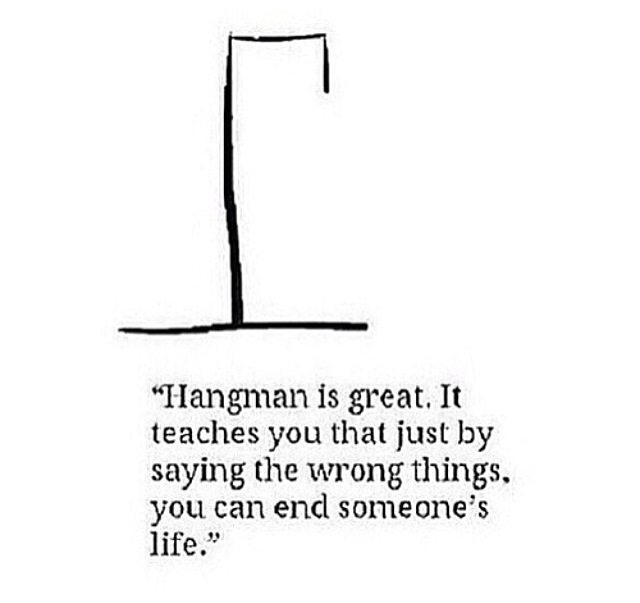 “Hangman is great. It
teaches you that just by
saying the wrong things,
you can end someone’s
life.”